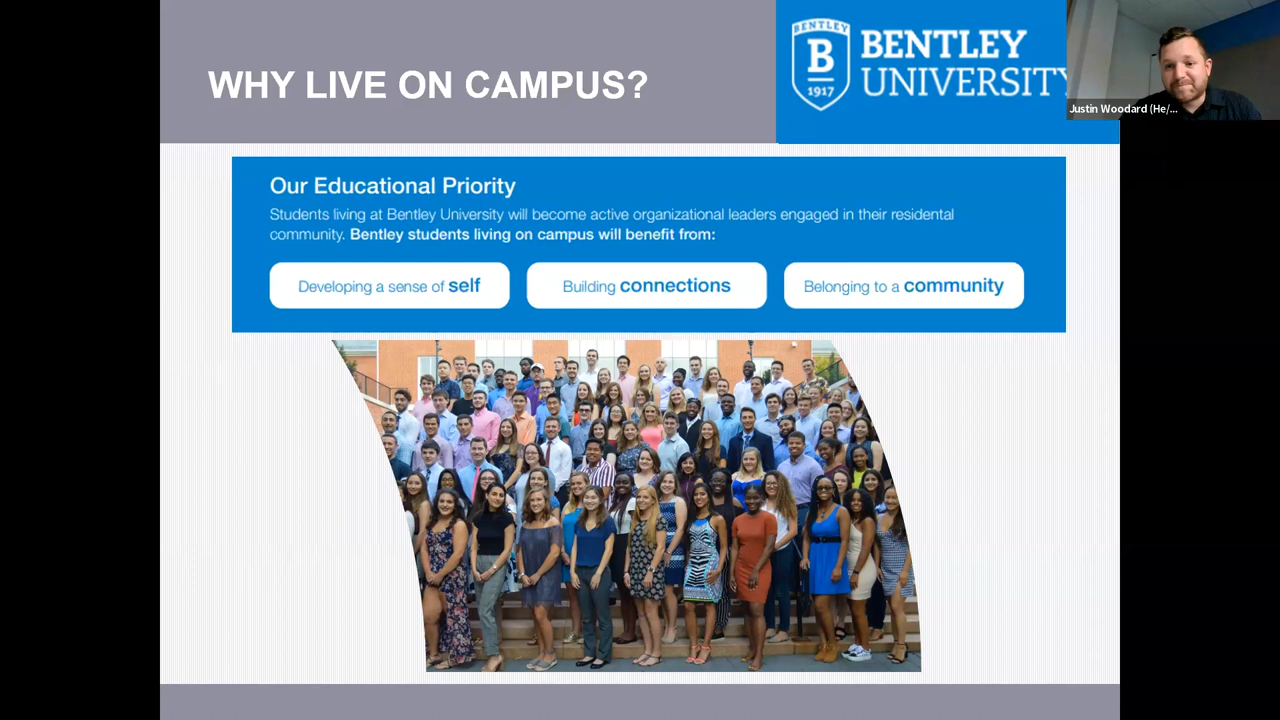 WHY LIVE ON CAMPUS?
BENTLEY
B
1917
BENTLEY
UNIVERSITY
Justin Woodard (He/...
Our Educational Priority
Students living at Bentley University will become active organizational leaders engaged in their residental
community. Bentley students living on campus will benefit from:
Developing a sense of self
Building connections
Belonging to a community